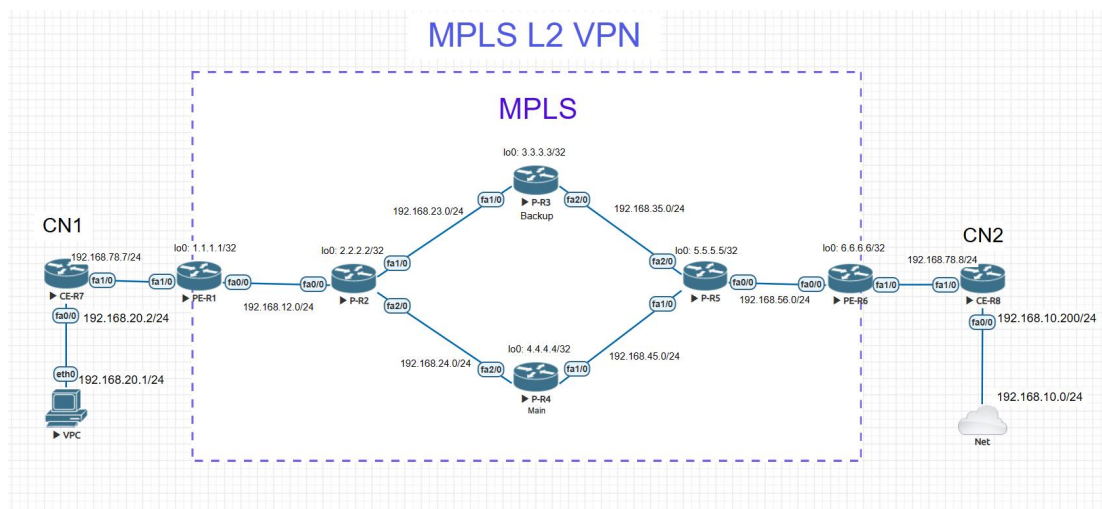 MPLS L2 VPN
MPLS
lo0: 3.3.3.3/32
fa1/0
fa2/0
P-R3
Backup
192.168.23.0/24
192.168.35.0/24
CN1
CN2
192.168.78.7/24
lo0: 1.1.1.1/32
lo0: 2.2.2.2/32
lo0: 5.5.5.5/32
lo0: 6.6.6.6/32
192.168.78.8/24
fa1/0
fa2/0
CE-R7
fa1/0
fa1/0
fa0/0
PE-R1
192.168.12.0/24
fa0/0
P-R2
fa2/0
P-R5
fa1/0
fa0/0
192.168.56.0/24
fa0/0
PE-R6
fa1/0
fa1/0
CE-R8
fa0/0
192.168.20.2/24
fa0/0
192.168.10.200/24
192.168.24.0/24
lo0: 4.4.4.4/32
192.168.45.0/24
fa2/0
fa1/0
P-R4
Main
eth0
192.168.20.1/24
VPC
192.168.10.0/24
Net